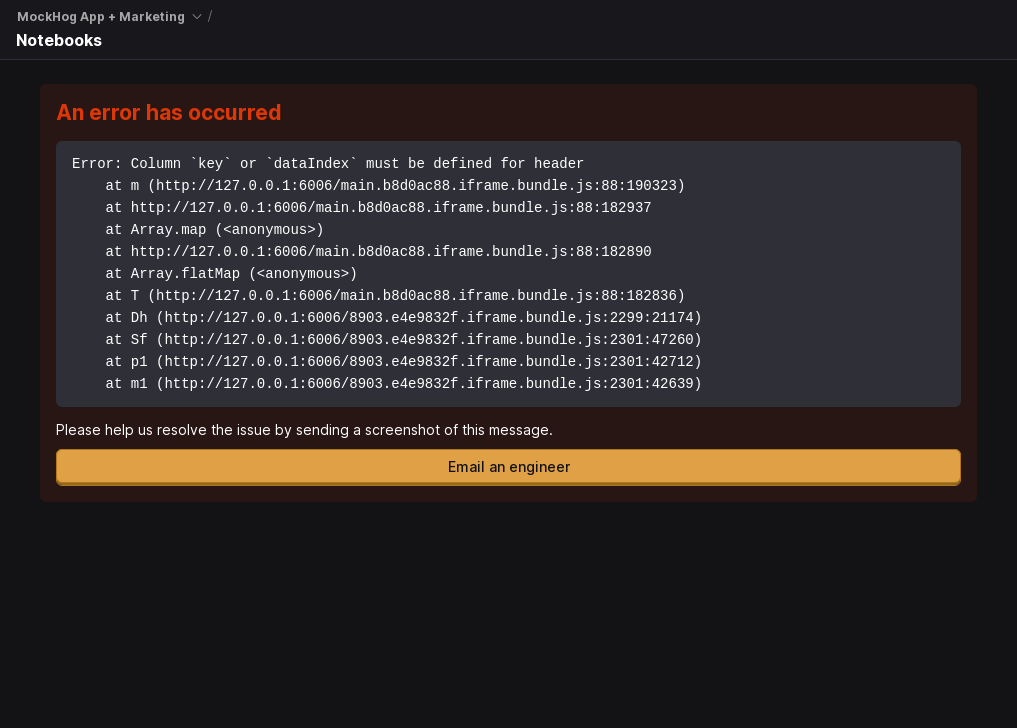 MockHog App + Marketing /
Notebooks
An error has occurred
Error: Column `key` or `dataIndex` must be defined for header
    at m (http://127.0.0.1:6006/main.b8d0ac88.iframe.bundle.js:88:190323)
    at http://127.0.0.1:6006/main.b8d0ac88.iframe.bundle.js:88:182937
    at Array.map (<anonymous>)
    at http://127.0.0.1:6006/main.b8d0ac88.iframe.bundle.js:88:182890
    at Array.flatMap (<anonymous>)
    at T (http://127.0.0.1:6006/main.b8d0ac88.iframe.bundle.js:88:182836)
    at Dh (http://127.0.0.1:6006/8903.e4e9832f.iframe.bundle.js:2299:21174)
    at Sf (http://127.0.0.1:6006/8903.e4e9832f.iframe.bundle.js:2301:47260)
    at p1 (http://127.0.0.1:6006/8903.e4e9832f.iframe.bundle.js:2301:42712)
    at m1 (http://127.0.0.1:6006/8903.e4e9832f.iframe.bundle.js:2301:42639)
Please help us resolve the issue by sending a screenshot of this message.
Email an engineer